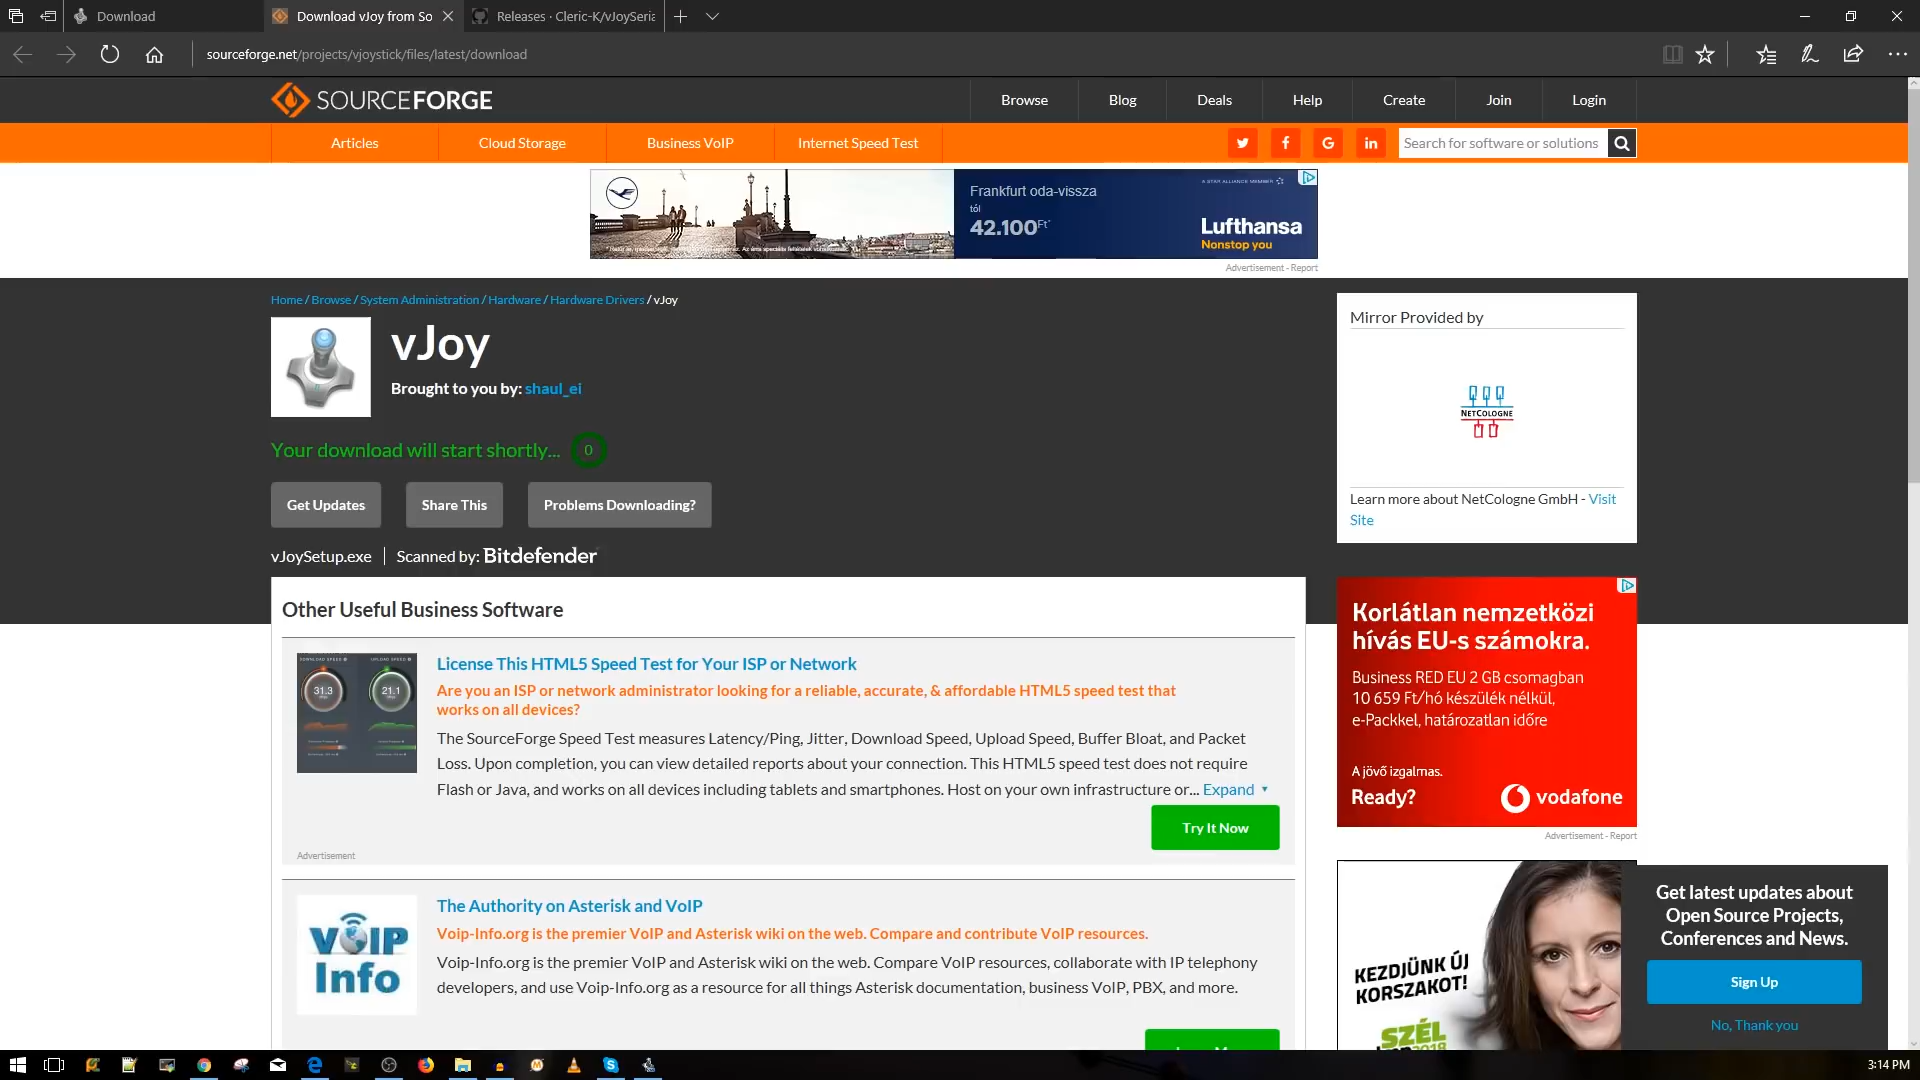 Download
Download vJoy from So
Releases · Cleric-K/vJoySeria
sourceforge.net/projects/vjoystick/files/latest/download
SOURCEFORGE
Browse
Blog
Deals
Help
Create
Join
Login
Articles
Cloud Storage
Business VoIP
Internet Speed Test
Search for software or solutions
Frankfurt oda-vissza
tól
42.100Ft*
A STAR ALLIANCE MEMBER
Lufthansa
Nonstop you
Advertisement - Report
Home / Browse / System Administration / Hardware / Hardware Drivers / vJoy
vJoy
Brought to you by: shaul_ei
Your download will start shortly... 0
Get Updates
Share This
Problems Downloading?
vJoySetup.exe | Scanned by: Bitdefender
Mirror Provided by
NETCOLOGNE
Learn more about NetCologne GmbH - Visit
Site
Other Useful Business Software
DOWNLOAD SPEED
UPLOAD SPEED
31.3
21.1
License This HTML5 Speed Test for Your ISP or Network
Are you an ISP or network administrator looking for a reliable, accurate, & affordable HTML5 speed test that
works on all devices?
The SourceForge Speed Test measures Latency/Ping, Jitter, Download Speed, Upload Speed, Buffer Bloat, and Packet
Loss. Upon completion, you can view detailed reports about your connection. This HTML5 speed test does not require
Flash or Java, and works on all devices including tablets and smartphones. Host on your own infrastructure or... Expand
Try It Now
Advertisement
VOIP
Info
The Authority on Asterisk and VoIP
Voip-Info.org is the premier VoIP and Asterisk wiki on the web. Compare and contribute VoIP resources.
Voip-Info.org is the premier VoIP and Asterisk wiki on the web. Compare VoIP resources, collaborate with IP telephony
developers, and use Voip-Info.org as a resource for all things Asterisk documentation, business VoIP, PBX, and more.
Korlátlan nemzetközi
hívás EU-s számokra.
Business RED EU 2 GB csomagban
10 659 Ft/hó készülék nélkül,
e-Packkel, határozatlan időre
A jövő izgalmas.
Ready?
vodafone
Advertisement - Report
KEZDJÜNK ÚJ
KORSZAKOT!
SZÉL
2018
Get latest updates about
Open Source Projects,
Conferences and News.
Sign Up
No, Thank you
3:14 PM